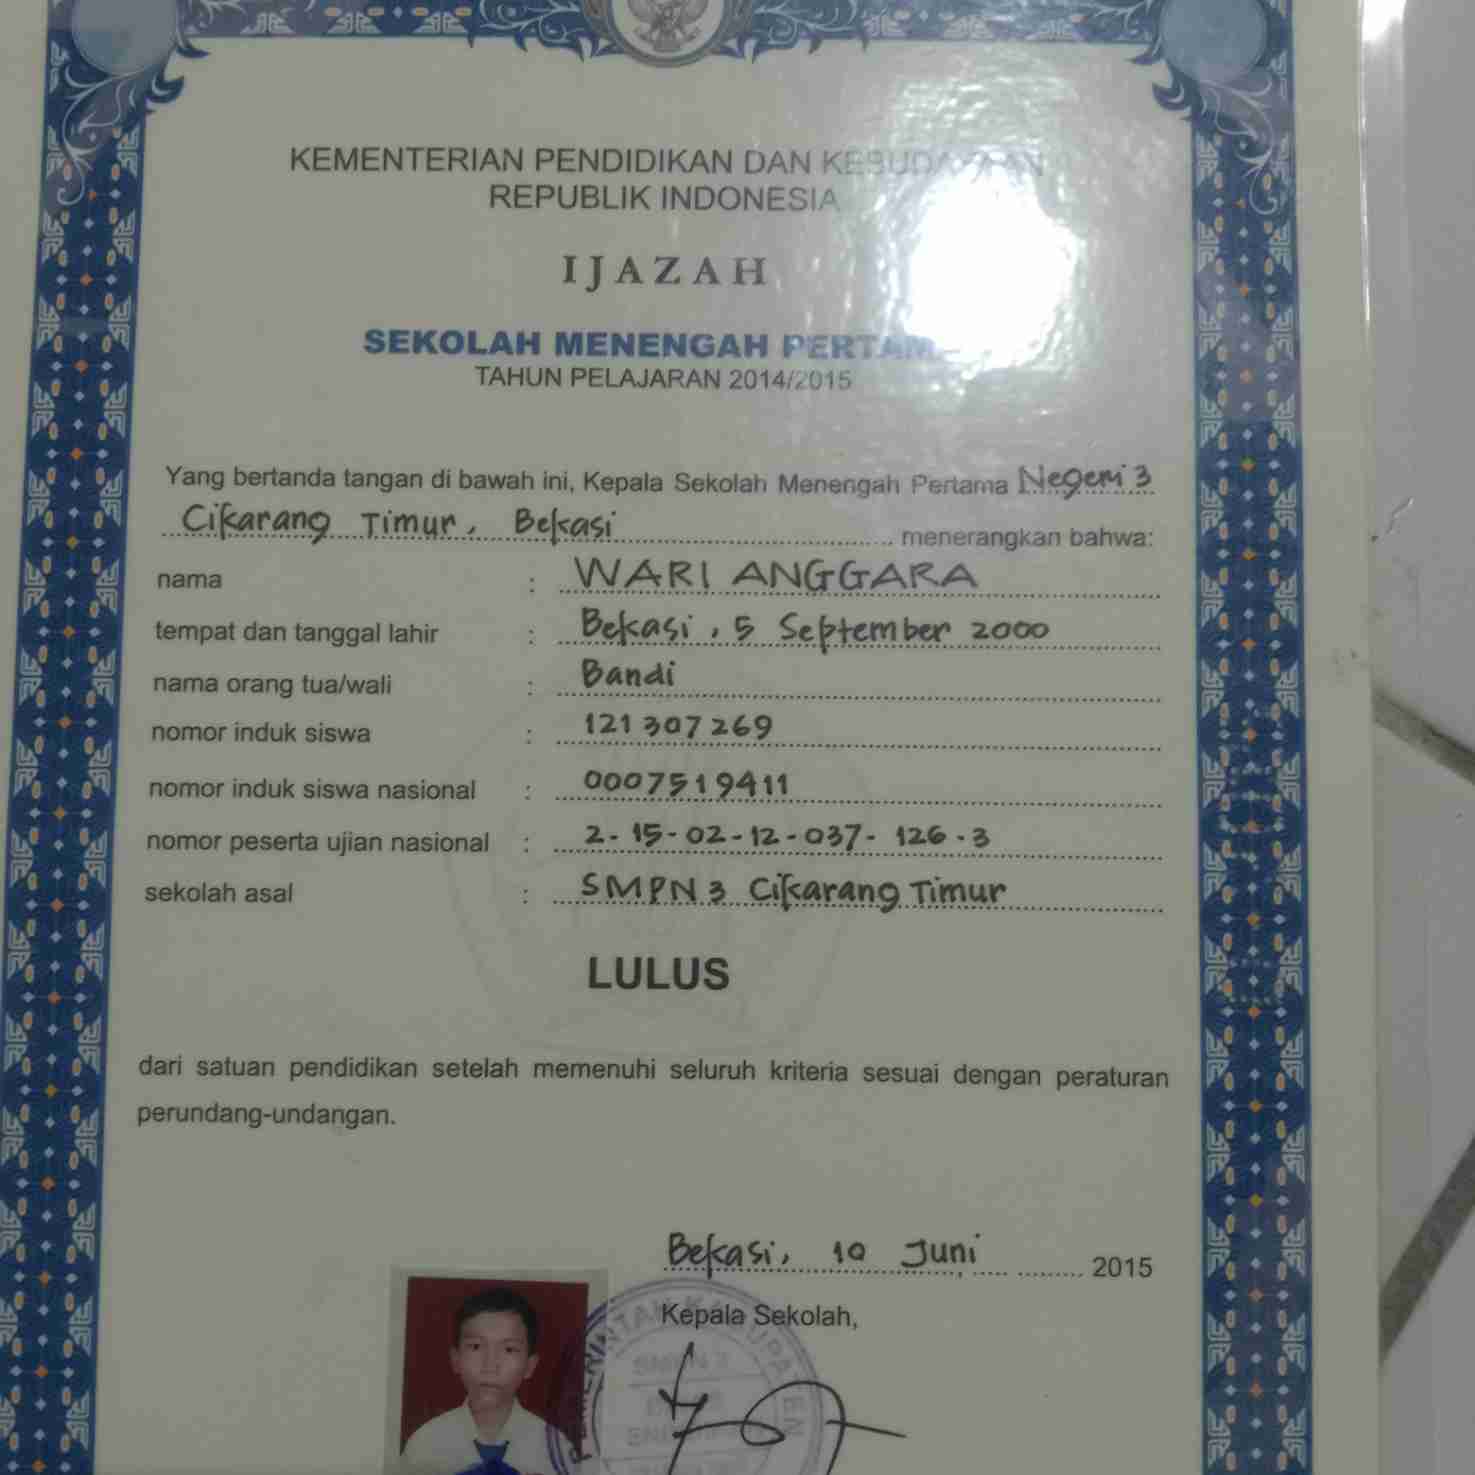 KEMENTERIAN PENDIDIKAN DAN KEBUDAYAAN
REPUBLIK INDONESIA
IJAZAH
SEKOLAH MENENGAH PERTAMA
TAHUN PELAJARAN 2014/2015
Yang bertanda tangan di bawah ini, Kepala Sekolah Menengah Pertama Negeri 3
Cikarang Timur, Bekasi menerangkan bahwa:
nama : WARI ANGGARA
tempat dan tanggal lahir : Bekasi, 5 September 2000
nama orang tua/wali : Bandi
nomor induk siswa : 121307269
nomor induk siswa nasional : 0007519411
nomor peserta ujian nasional : 2-15-02-12-037-126-3
sekolah asal : SMPN 3 Cikarang Timur
LULUS
dari satuan pendidikan setelah memenuhi seluruh kriteria sesuai dengan peraturan
perundang-undangan.
Bekasi, 10 Juni 2015
Kepala Sekolah,